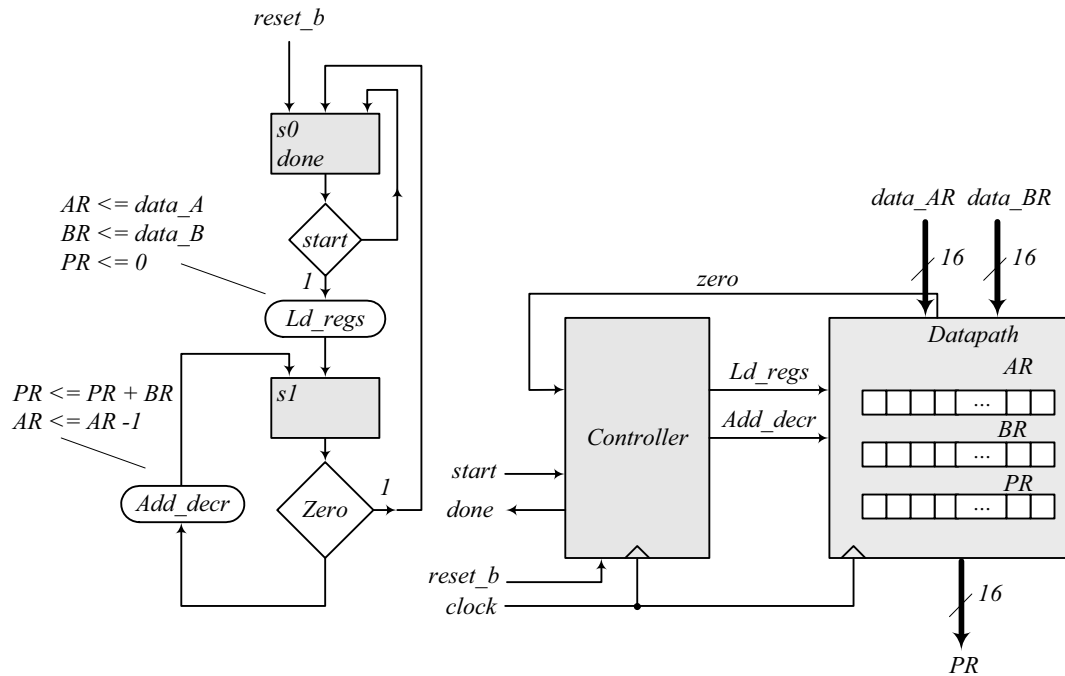 reset_b
s0
done
AR <= data_A
BR <= data_B
PR <= 0
start
1
Ld_regs
PR <= PR + BR
AR <= AR -1
s1
Add_decr
Zero
1
data_AR data_BR
16 16
zero
Datapath
AR
...
Ld_regs
Add_decr
Controller
BR
...
PR
...
start
done
reset_b
clock
16
PR